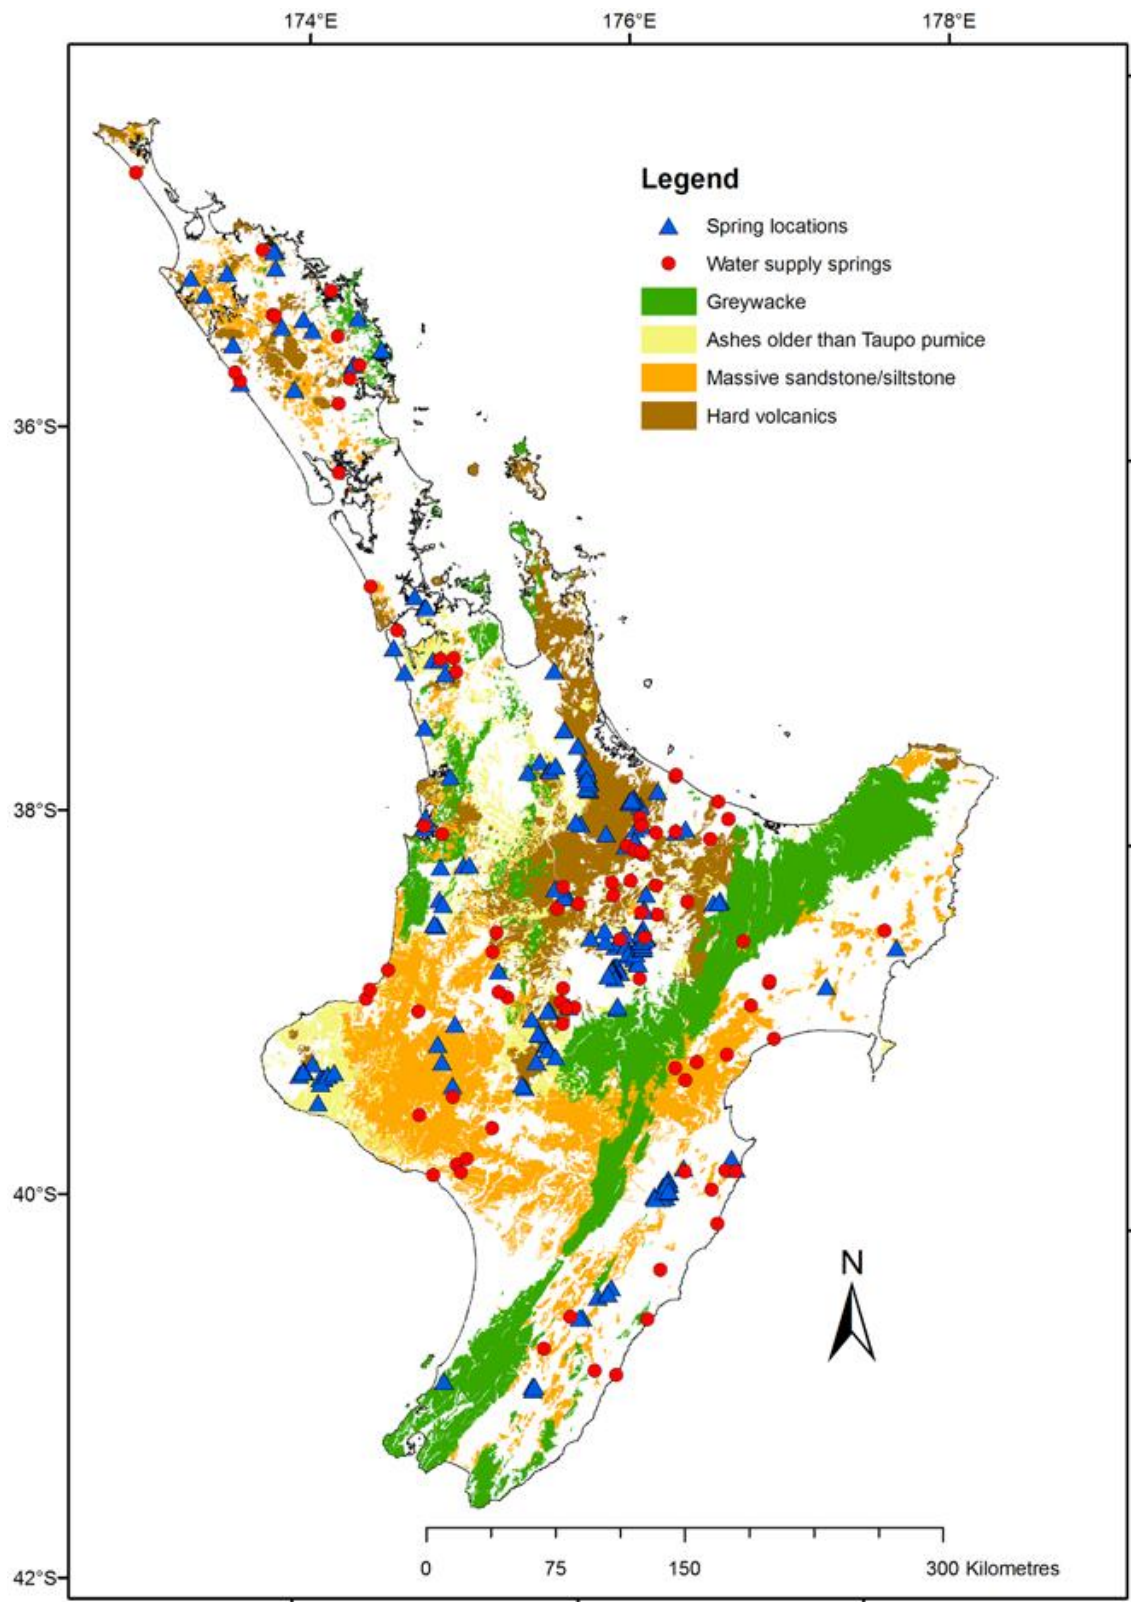 174°E 176°E 178°E
Legend
Spring locations
Water supply springs
Greywacke
Ashes older than Taupo pumice
Massive sandstone/siltstone
Hard volcanics
36°S
38°S
40°S
N
0 75 150 300 Kilometres
42°S